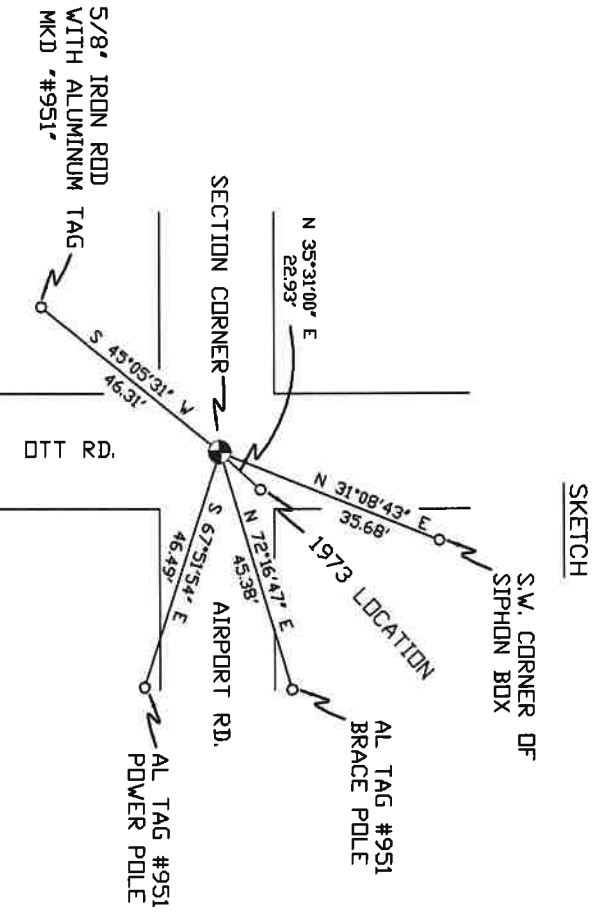 SKETCH
S.W. CORNER OF
SIPHON BOX
N 35°31'00" E
22.93'
SECTION CORNER
N 31°08'43" E
35.68'
1973 LOCATION
5/8" IRON ROD
WITH ALUMINUM TAG
MKD "#951"
S 45°05'31" W
46.31'
N 72°16'47" E
45.38'
AL TAG #951
BRACE POLE
OTT RD.
S 67°51'54" E
46.49'
AIRPORT RD.
AL TAG #951
POWER POLE